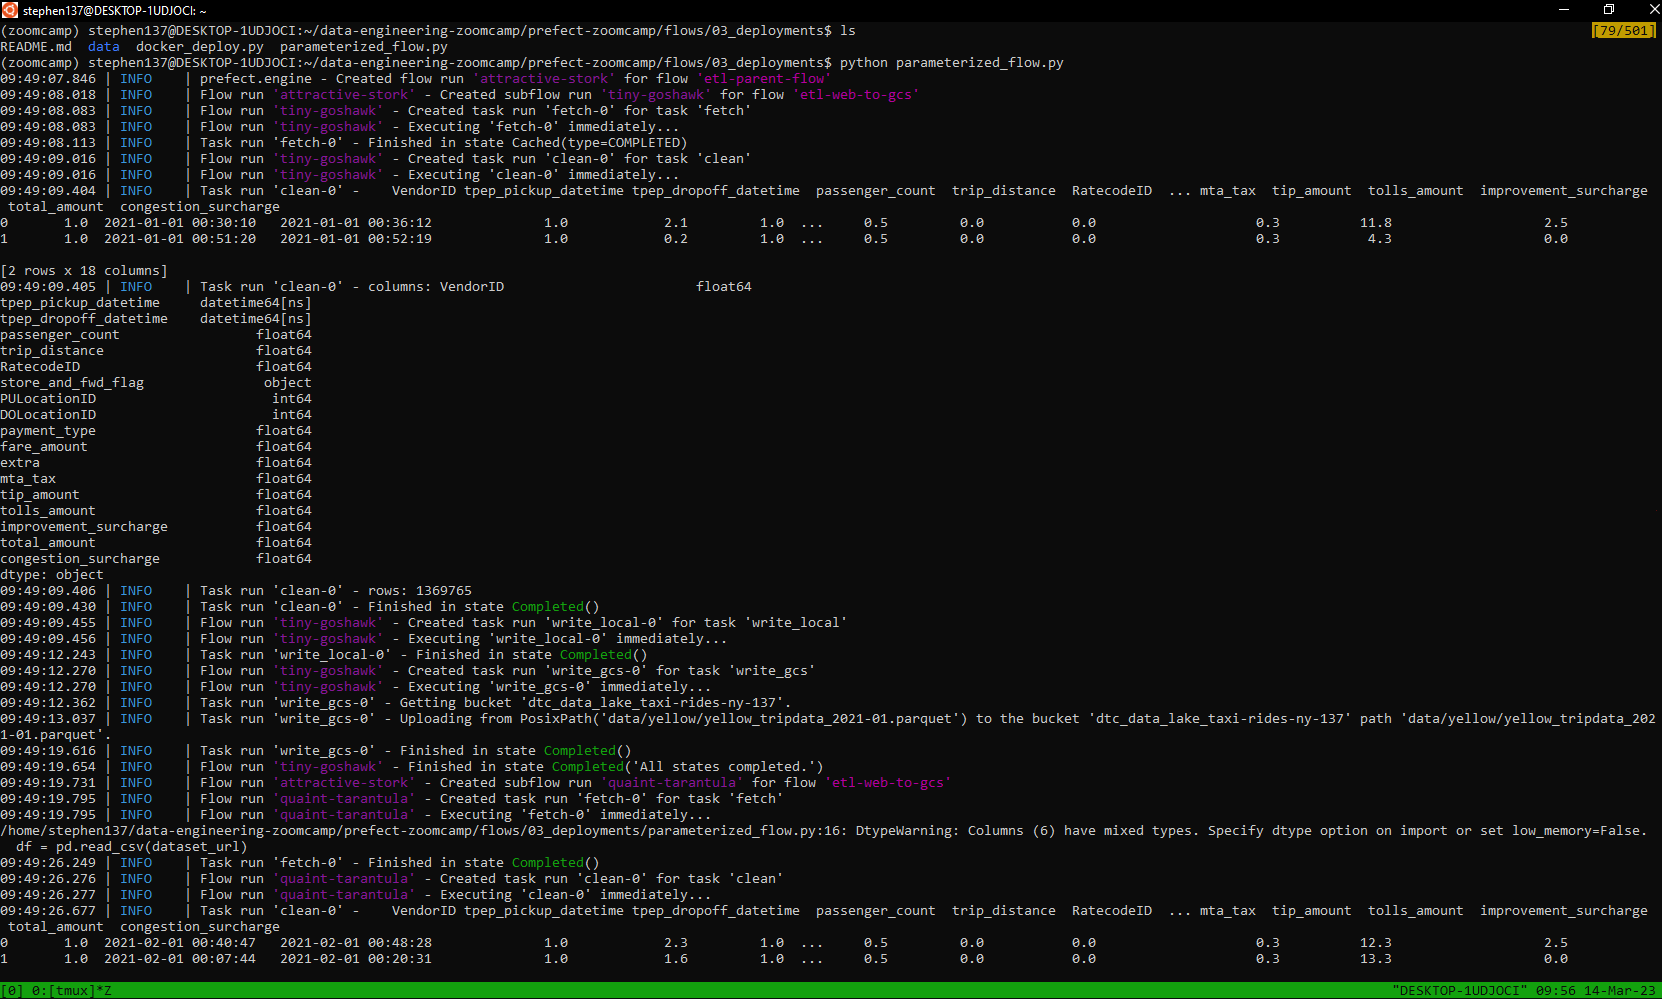 stephen137@DESKTOP-1UDJOCI: ~
(zoomcamp) stephen137@DESKTOP-1UDJOCI:~/data-engineering-zoomcamp/prefect-zoomcamp/flows/03_deployments$ ls [79/501]
README.md  data  docker_deploy.py  parameterized_flow.py
(zoomcamp) stephen137@DESKTOP-1UDJOCI:~/data-engineering-zoomcamp/prefect-zoomcamp/flows/03_deployments$ python parameterized_flow.py
09:49:07.846 | INFO    | prefect.engine - Created flow run 'attractive-stork' for flow 'etl-parent-flow'
09:49:08.018 | INFO    | Flow run 'attractive-stork' - Created subflow run 'tiny-goshawk' for flow 'etl-web-to-gcs'
09:49:08.083 | INFO    | Flow run 'tiny-goshawk' - Created task run 'fetch-0' for task 'fetch'
09:49:08.083 | INFO    | Flow run 'tiny-goshawk' - Executing 'fetch-0' immediately...
09:49:08.113 | INFO    | Task run 'fetch-0' - Finished in state Cached(type=COMPLETED)
09:49:09.016 | INFO    | Flow run 'tiny-goshawk' - Created task run 'clean-0' for task 'clean'
09:49:09.016 | INFO    | Flow run 'tiny-goshawk' - Executing 'clean-0' immediately...
09:49:09.404 | INFO    | Task run 'clean-0' -    VendorID tpep_pickup_datetime tpep_dropoff_datetime  passenger_count  trip_distance  RatecodeID  ... mta_tax  tip_amount  tolls_amount  improvement_surcharge
 total_amount  congestion_surcharge
0       1.0  2021-01-01 00:30:10   2021-01-01 00:36:12              1.0            2.1         1.0  ...     0.5         0.0           0.0                    0.3          11.8                   2.5
1       1.0  2021-01-01 00:51:20   2021-01-01 00:52:19              1.0            0.2         1.0  ...     0.5         0.0           0.0                    0.3           4.3                   0.0
[2 rows x 18 columns]
09:49:09.405 | INFO    | Task run 'clean-0' - columns: VendorID                        float64
tpep_pickup_datetime     datetime64[ns]
tpep_dropoff_datetime    datetime64[ns]
passenger_count                 float64
trip_distance                   float64
RatecodeID                      float64
store_and_fwd_flag               object
PULocationID                      int64
DOLocationID                      int64
payment_type                    float64
fare_amount                     float64
extra                           float64
mta_tax                         float64
tip_amount                      float64
tolls_amount                    float64
improvement_surcharge           float64
total_amount                    float64
congestion_surcharge            float64
dtype: object
09:49:09.406 | INFO    | Task run 'clean-0' - rows: 1369765
09:49:09.430 | INFO    | Task run 'clean-0' - Finished in state Completed()
09:49:09.455 | INFO    | Flow run 'tiny-goshawk' - Created task run 'write_local-0' for task 'write_local'
09:49:09.456 | INFO    | Flow run 'tiny-goshawk' - Executing 'write_local-0' immediately...
09:49:12.243 | INFO    | Task run 'write_local-0' - Finished in state Completed()
09:49:12.270 | INFO    | Flow run 'tiny-goshawk' - Created task run 'write_gcs-0' for task 'write_gcs'
09:49:12.270 | INFO    | Flow run 'tiny-goshawk' - Executing 'write_gcs-0' immediately...
09:49:12.362 | INFO    | Task run 'write_gcs-0' - Getting bucket 'dtc_data_lake_taxi-rides-ny-137'.
09:49:13.037 | INFO    | Task run 'write_gcs-0' - Uploading from PosixPath('data/yellow/yellow_tripdata_2021-01.parquet') to the bucket 'dtc_data_lake_taxi-rides-ny-137' path 'data/yellow/yellow_tripdata_202
1-01.parquet'.
09:49:19.616 | INFO    | Task run 'write_gcs-0' - Finished in state Completed()
09:49:19.654 | INFO    | Flow run 'tiny-goshawk' - Finished in state Completed('All states completed.')
09:49:19.731 | INFO    | Flow run 'attractive-stork' - Created subflow run 'quaint-tarantula' for flow 'etl-web-to-gcs'
09:49:19.795 | INFO    | Flow run 'quaint-tarantula' - Created task run 'fetch-0' for task 'fetch'
09:49:19.795 | INFO    | Flow run 'quaint-tarantula' - Executing 'fetch-0' immediately...
/home/stephen137/data-engineering-zoomcamp/prefect-zoomcamp/flows/03_deployments/parameterized_flow.py:16: DtypeWarning: Columns (6) have mixed types. Specify dtype option on import or set low_memory=False.
  df = pd.read_csv(dataset_url)
09:49:26.249 | INFO    | Task run 'fetch-0' - Finished in state Completed()
09:49:26.276 | INFO    | Flow run 'quaint-tarantula' - Created task run 'clean-0' for task 'clean'
09:49:26.277 | INFO    | Flow run 'quaint-tarantula' - Executing 'clean-0' immediately...
09:49:26.677 | INFO    | Task run 'clean-0' -    VendorID tpep_pickup_datetime tpep_dropoff_datetime  passenger_count  trip_distance  RatecodeID  ... mta_tax  tip_amount  tolls_amount  improvement_surcharge
 total_amount  congestion_surcharge
0       1.0  2021-02-01 00:40:47   2021-02-01 00:48:28              1.0            2.3         1.0  ...     0.5         0.0           0.0                    0.3          12.3                   2.5
1       1.0  2021-02-01 00:07:44   2021-02-01 00:20:31              1.0            1.6         1.0  ...     0.5         0.0           0.0                    0.3          13.3                   0.0
[0] 0:[tmux]*Z "DESKTOP-1UDJOCI" 09:56 14-Mar-23